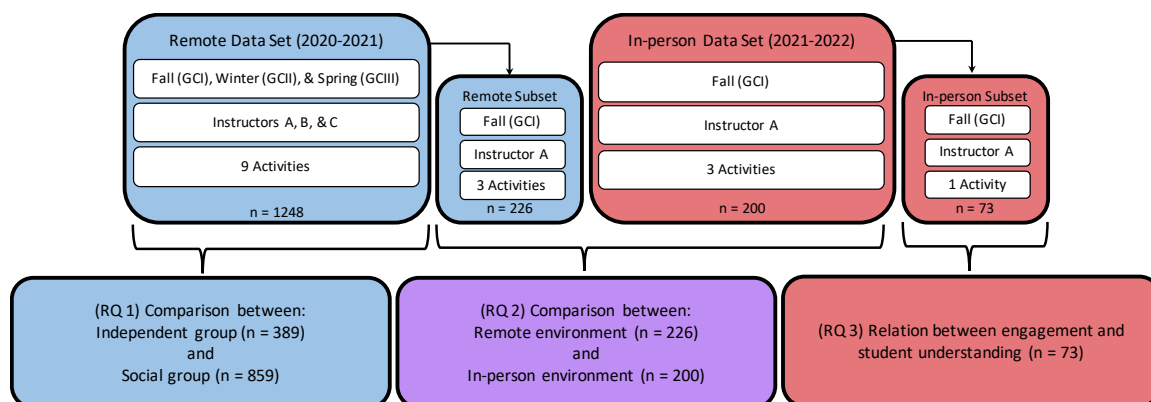 Remote Data Set (2020-2021)
Fall (GCI), Winter (GCII), & Spring (GCIII)
Instructors A, B, & C
9 Activities
n = 1248
Remote Subset
Fall (GCI)
Instructor A
3 Activities
n = 226
In-person Data Set (2021-2022)
Fall (GCI)
Instructor A
3 Activities
n = 200
In-person Subset
Fall (GCI)
Instructor A
1 Activity
n = 73
(RQ 1) Comparison between:
Independent group (n = 389)
and
Social group (n = 859)
(RQ 2) Comparison between:
Remote environment (n = 226)
and
In-person environment (n = 200)
(RQ 3) Relation between engagement and
student understanding (n = 73)